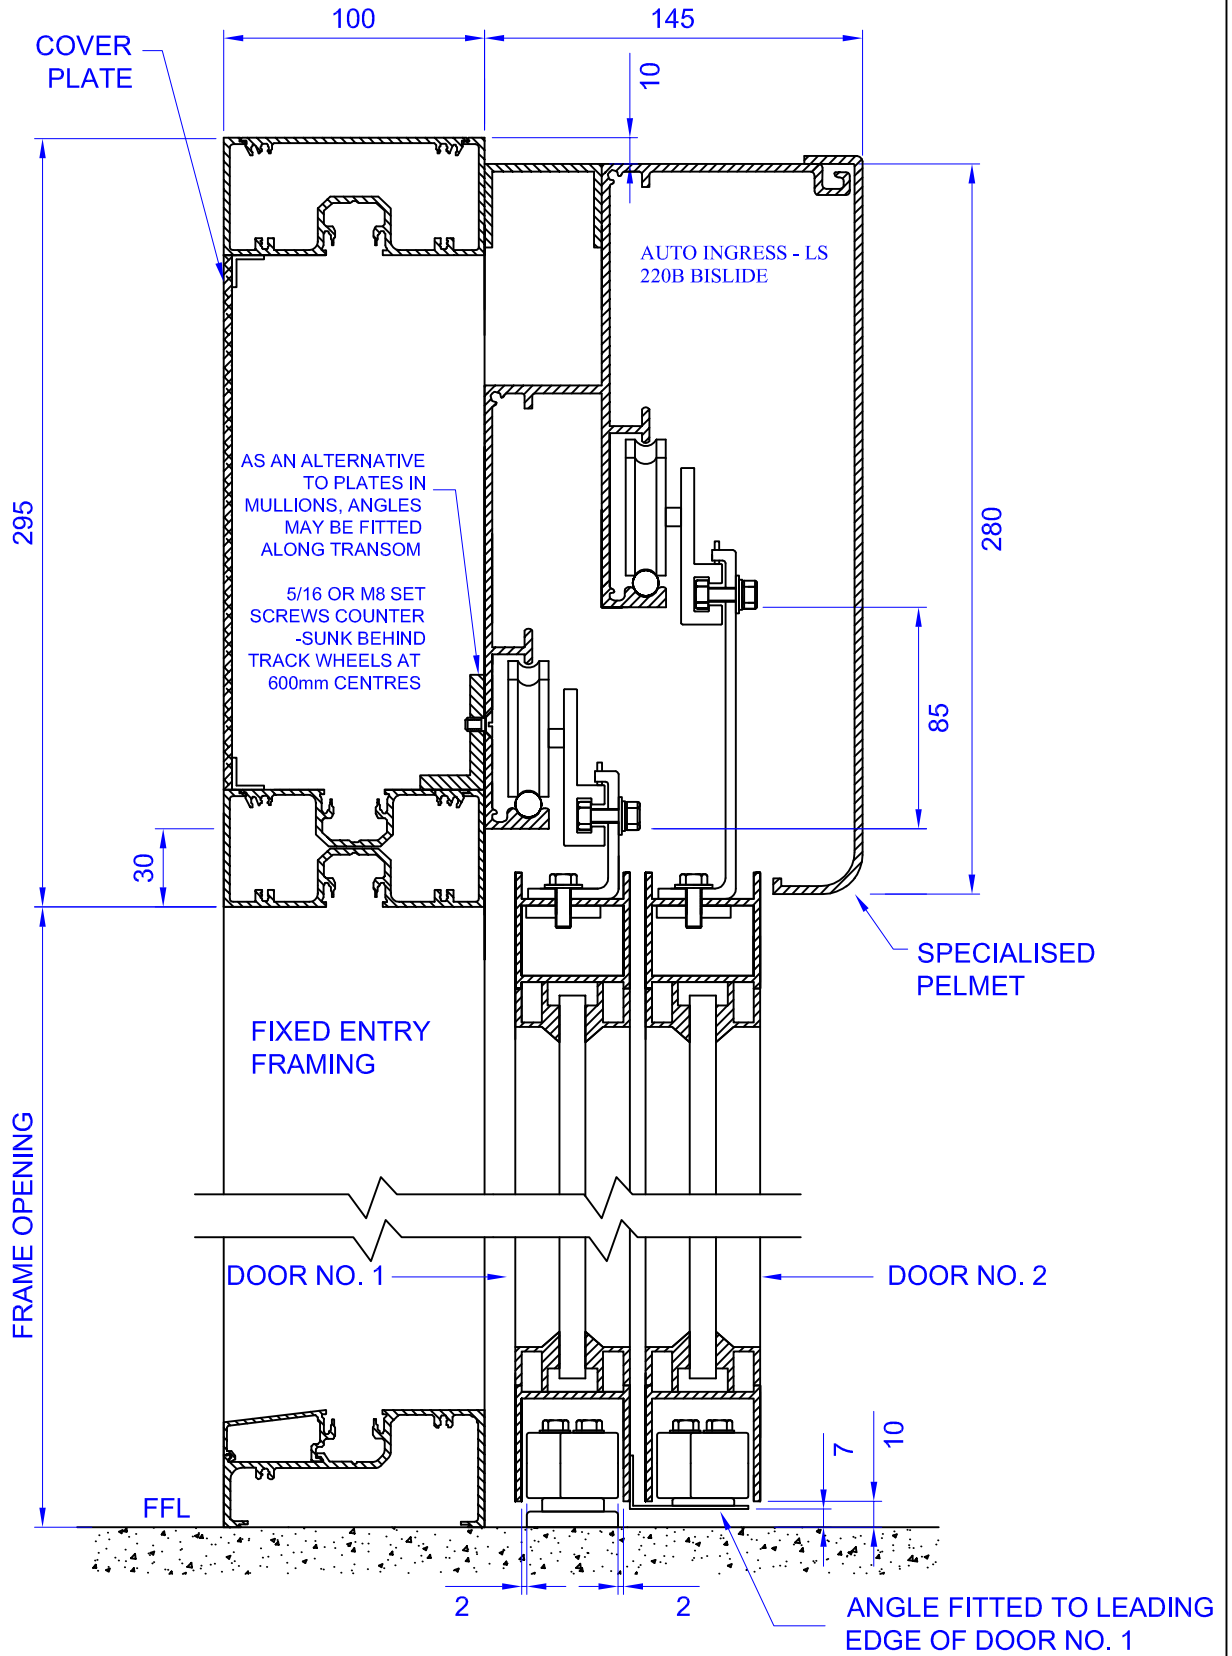 100
145
COVER
PLATE
10
AUTO INGRESS - LS
220B BISLIDE
AS AN ALTERNATIVE
TO PLATES IN
MULLIONS, ANGLES
MAY BE FITTED
ALONG TRANSOM
295
280
5/16 OR M8 SET
SCREWS COUNTER
-SUNK BEHIND
TRACK WHEELS AT
600mm CENTRES
85
30
SPECIALISED
PELMET
FIXED ENTRY
FRAMING
FRAME OPENING
DOOR NO. 1
DOOR NO. 2
7
10
FFL
2
2
ANGLE FITTED TO LEADING
EDGE OF DOOR NO. 1